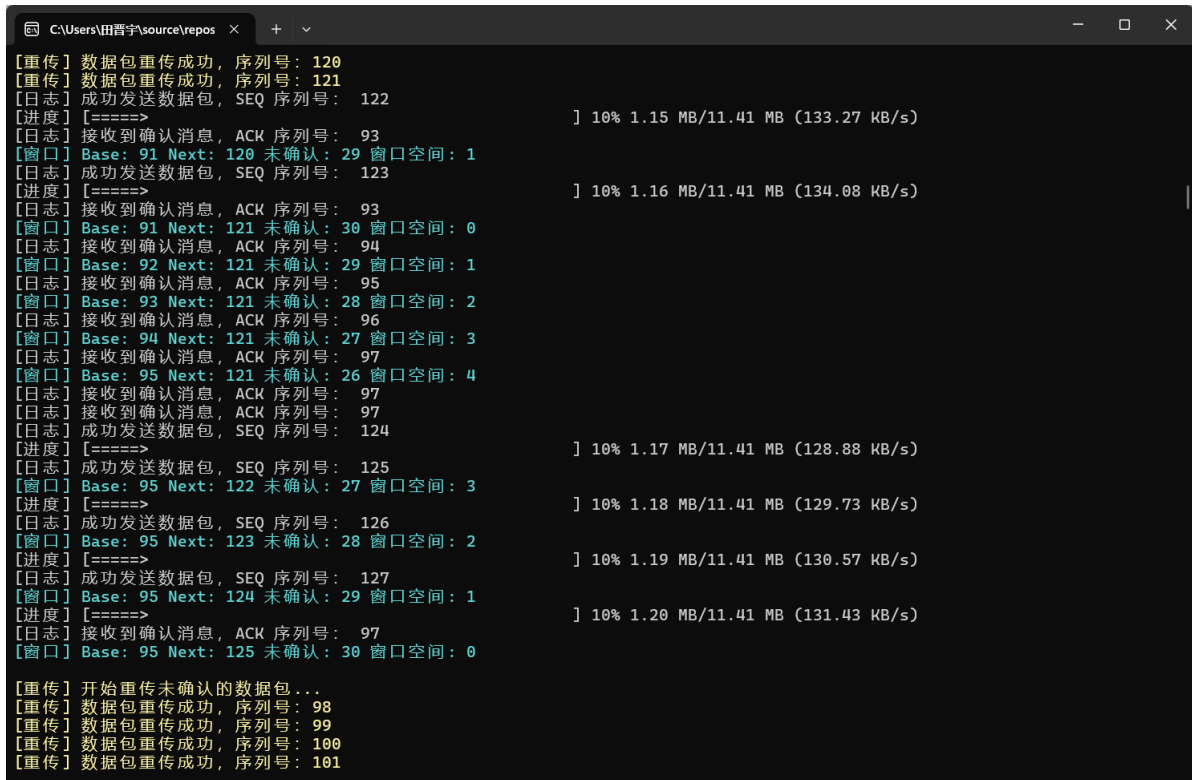 C:\Users\田晋宇\source\repos
[重传] 数据包重传成功, 序列号: 120
[重传] 数据包重传成功, 序列号: 121
[日志] 成功发送数据包, SEQ 序列号: 122
[进度] [=====> ] 10% 1.15 MB/11.41 MB (133.27 KB/s)
[日志] 接收到确认消息, ACK 序列号: 93
[窗口] Base: 91 Next: 120 未确认: 29 窗口空间: 1
[日志] 成功发送数据包, SEQ 序列号: 123
[进度] [=====> ] 10% 1.16 MB/11.41 MB (134.08 KB/s)
[日志] 接收到确认消息, ACK 序列号: 93
[窗口] Base: 91 Next: 121 未确认: 30 窗口空间: 0
[日志] 接收到确认消息, ACK 序列号: 94
[窗口] Base: 92 Next: 121 未确认: 29 窗口空间: 1
[日志] 接收到确认消息, ACK 序列号: 95
[窗口] Base: 93 Next: 121 未确认: 28 窗口空间: 2
[日志] 接收到确认消息, ACK 序列号: 96
[窗口] Base: 94 Next: 121 未确认: 27 窗口空间: 3
[日志] 接收到确认消息, ACK 序列号: 97
[窗口] Base: 95 Next: 121 未确认: 26 窗口空间: 4
[日志] 接收到确认消息, ACK 序列号: 97
[日志] 接收到确认消息, ACK 序列号: 97
[日志] 成功发送数据包, SEQ 序列号: 124
[进度] [=====> ] 10% 1.17 MB/11.41 MB (128.88 KB/s)
[日志] 成功发送数据包, SEQ 序列号: 125
[窗口] Base: 95 Next: 122 未确认: 27 窗口空间: 3
[进度] [=====> ] 10% 1.18 MB/11.41 MB (129.73 KB/s)
[日志] 成功发送数据包, SEQ 序列号: 126
[窗口] Base: 95 Next: 123 未确认: 28 窗口空间: 2
[进度] [=====> ] 10% 1.19 MB/11.41 MB (130.57 KB/s)
[日志] 成功发送数据包, SEQ 序列号: 127
[窗口] Base: 95 Next: 124 未确认: 29 窗口空间: 1
[进度] [=====> ] 10% 1.20 MB/11.41 MB (131.43 KB/s)
[日志] 接收到确认消息, ACK 序列号: 97
[窗口] Base: 95 Next: 125 未确认: 30 窗口空间: 0
[重传] 开始重传未确认的数据包...
[重传] 数据包重传成功, 序列号: 98
[重传] 数据包重传成功, 序列号: 99
[重传] 数据包重传成功, 序列号: 100
[重传] 数据包重传成功, 序列号: 101